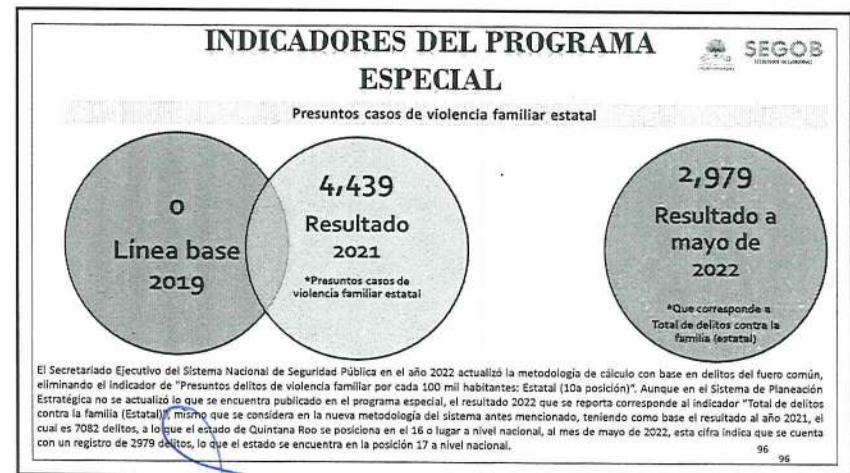 INDICADORES DEL PROGRAMA
ESPECIAL
SEGOB
Presuntos casos de violencia familiar estatal
0
Línea base
2019
4,439
Resultado
2021
*Presuntos casos de
violencia familiar estatal
2,979
Resultado a
mayo de
2022
*Que corresponde a
Total de delitos contra la
familia (estatal)
El Secretariado Ejecutivo del Sistema Nacional de Seguridad Pública en el año 2022 actualizó la metodología de cálculo con base en delitos del fuero común,
eliminando el indicador de "Presuntos delitos de violencia familiar por cada 100 mil habitantes: Estatal (10a posición)". Aunque en el Sistema de Planeación
Estratégica no se actualizó lo que se encuentra publicado en el programa especial, el resultado 2022 que se reporta corresponde al indicador "Total de delitos
contra la familia (Estatal)", mismo que se considera en la nueva metodología del sistema antes mencionado, teniendo como base el resultado al año 2021, el
cual es 7082 delitos, a lo que el estado de Quintana Roo se posiciona en el 16 o lugar a nivel nacional, al mes de mayo de 2022, esta cifra indica que se cuenta
con un registro de 2979 delitos, lo que el estado se encuentra en la posición 17 a nivel nacional.
96
96